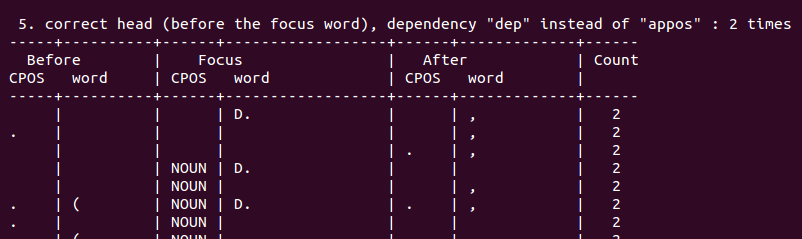 5. correct head (before the focus word), dependency "dep" instead of "appos" : 2 times
-----+----------+------+------------------+------+-------------+------
  Before        |    Focus                |   After             | Count
CPOS   word     | CPOS   word             | CPOS   word         |
-----+----------+------+------------------+------+-------------+------
     |          |      | D.               |      | ,           |   2
.    |          |      |                  |      | ,           |   2
     |          |      |                  | .    | ,           |   2
     |          | NOUN | D.               |      |             |   2
     |          | NOUN |                  |      | ,           |   2
.    | (        | NOUN | D.               | .    | ,           |   2
.    |          | NOUN |                  |      |             |   2
     | (        | NOUN |                  |      | ,           |   2